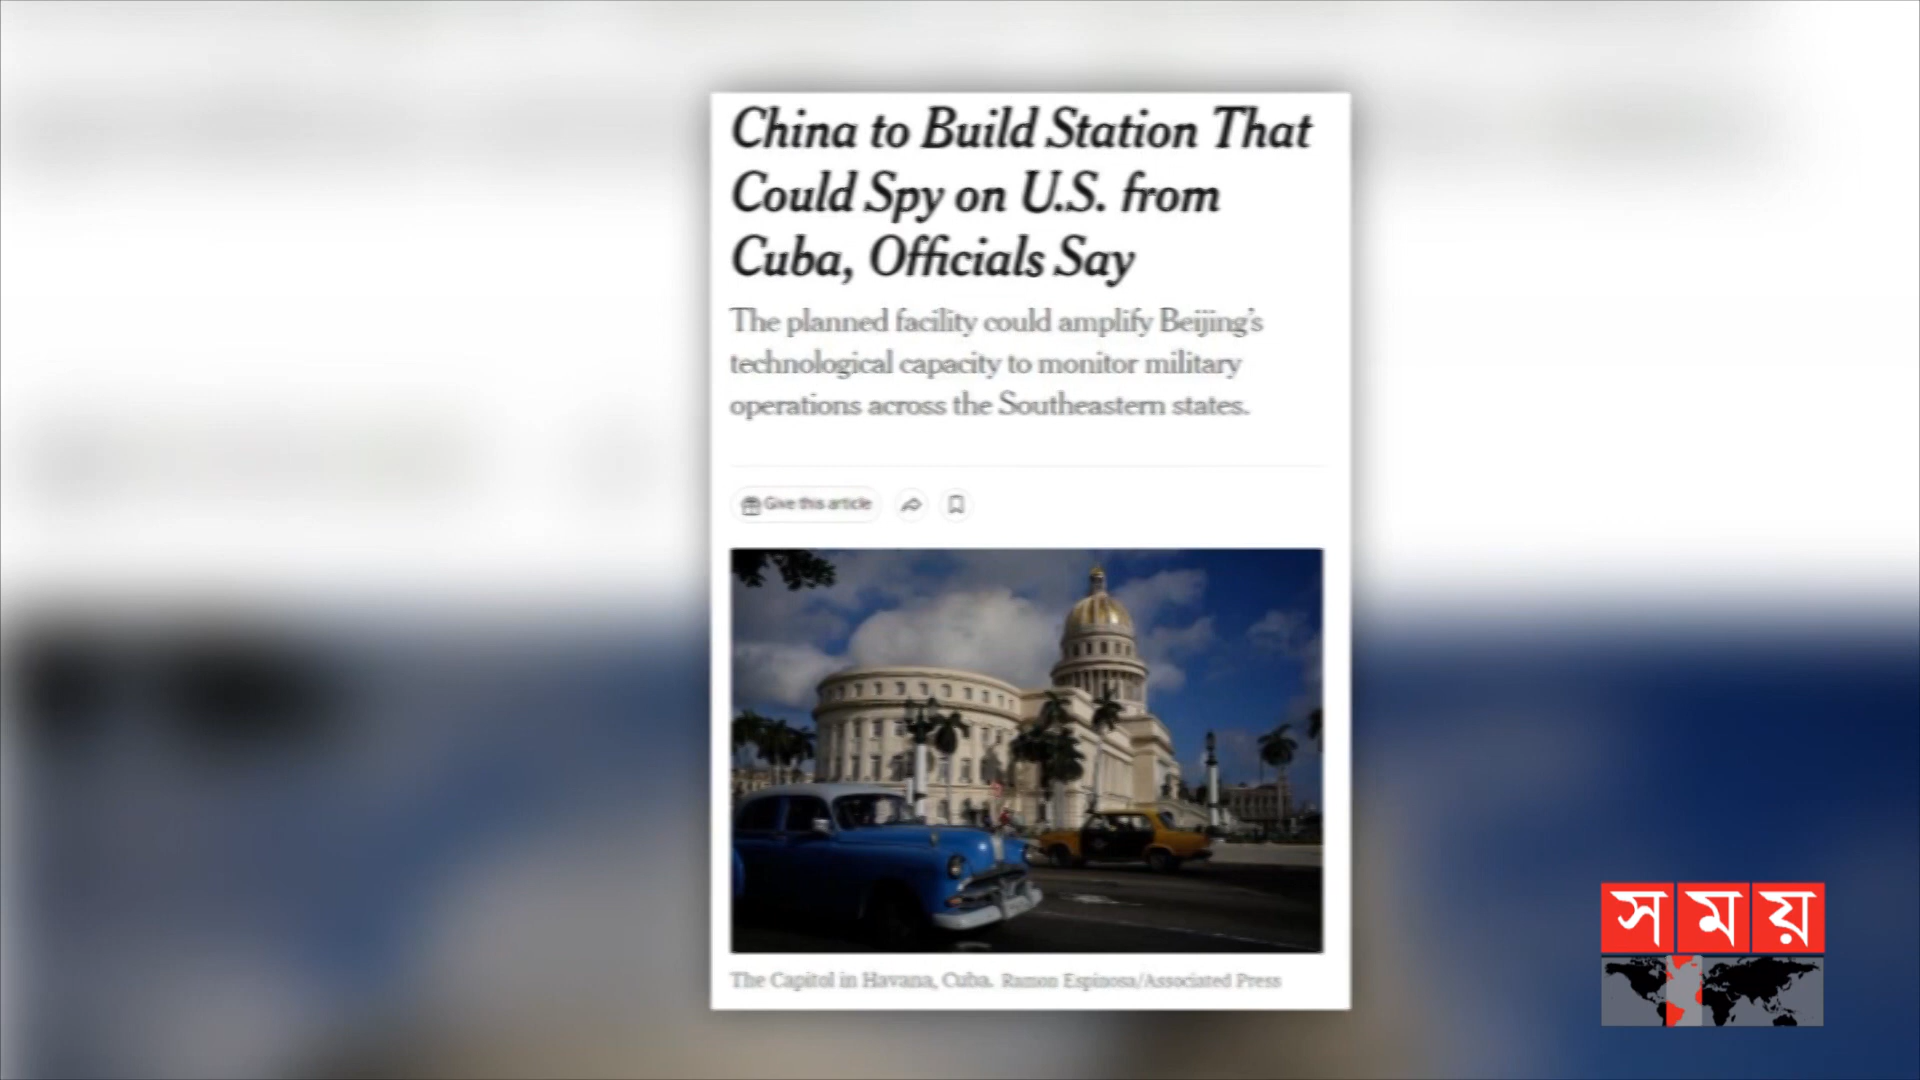 China to Build Station That
Could Spy on U.S. from
Cuba, Officials Say
The planned facility could amplify Beijing's
technological capacity to monitor military
operations across the Southeastern states.
Give this article
The Capitol in Havana, Cuba. Ramon Espinosa/Associated Press
সময়